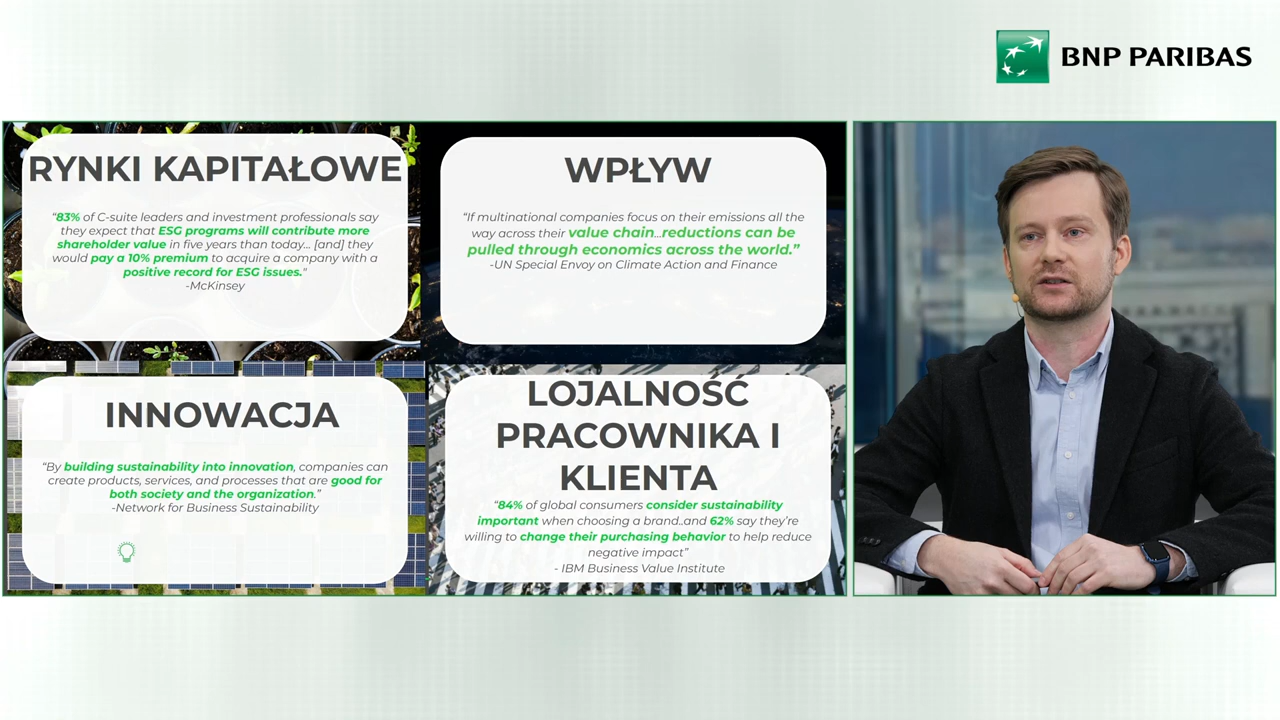 BNP PARIBAS
RYNKI KAPITAŁOWE
“83% of C-suite leaders and investment professionals say
they expect that ESG programs will contribute more
shareholder value in five years than today... [and] they
would pay a 10% premium to acquire a company with a
positive record for ESG issues."
-McKinsey
WPŁYW
“If multinational companies focus on their emissions all the
way across their value chain...reductions can be
pulled through economics across the world.”
-UN Special Envoy on Climate Action and Finance
INNOWACJA
“By building sustainability into innovation, companies can
create products, services, and processes that are good for
both society and the organization.”
-Network for Business Sustainability
LOJALNOŚĆ
PRACOWNIKA I
KLIENTA
“84% of global consumers consider sustainability
important when choosing a brand..and 62% say they’re
willing to change their purchasing behavior to help reduce
negative impact”
- IBM Business Value Institute